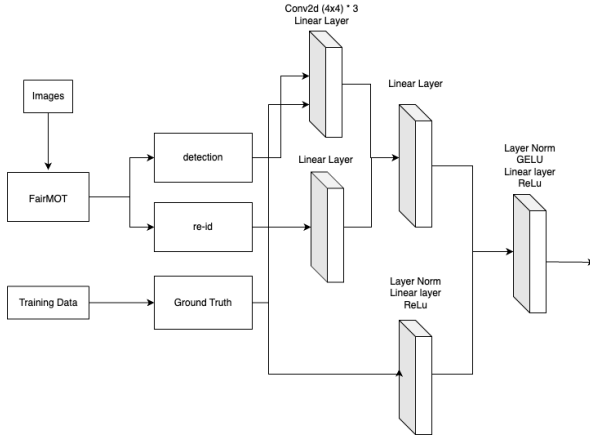 Conv2d (4x4) * 3
Linear Layer
Images
Linear Layer
detection
Linear Layer
Layer Norm
GELU
Linear layer
ReLu
FairMOT
re-id
Training Data
Ground Truth
Layer Norm
Linear layer
ReLu